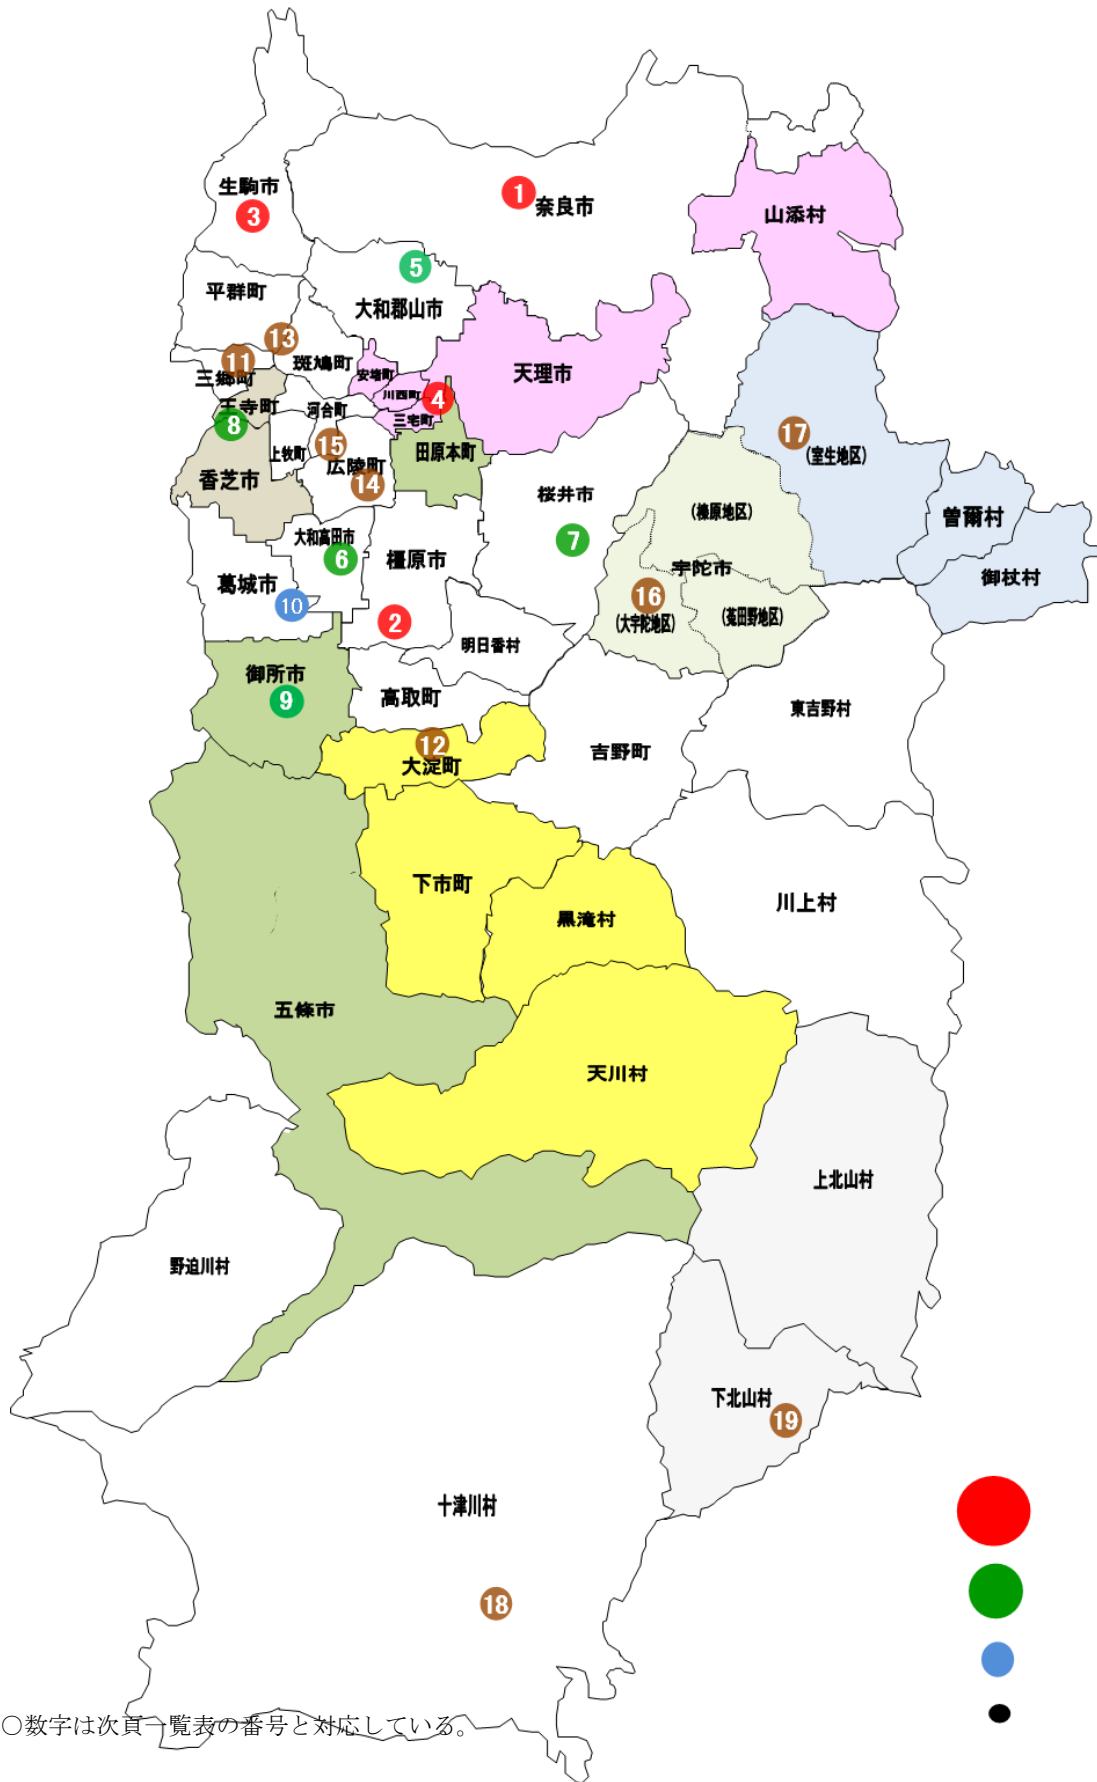 生駒市
3
1
奈良市
山添村
5
平群町
大和郡山市
13
斑鳩町
11
三郷町
安堵町
天理市
川西町
4
王寺町
河合町
三宅町
8
15
上牧町
広陵町
田原本町
17
(室生地区)
香芝市
14
桜井市
(榛原地区)
曽爾村
大和高田市
7
6
橿原市
宇陀市
御杖村
葛城市
10
16
2
(大宇陀地区)
(菟田野地区)
明日香村
御所市
9
高取町
東吉野村
12
大淀町
吉野町
下市町
川上村
黒滝村
五條市
天川村
上北山村
野迫川村
下北山村
19
十津川村
18
○数字は次頁一覧表の番号と対応している。